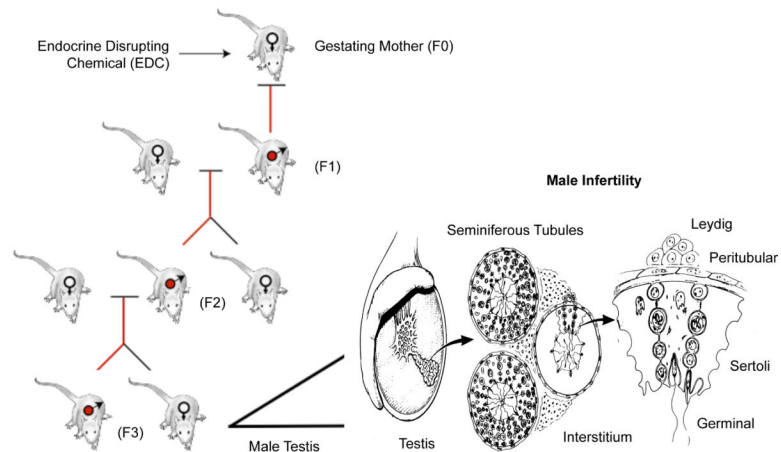 Endocrine Disrupting
Chemical (EDC)
Gestating Mother (F0)
(F1)
Male Infertility
Leydig
Seminiferous Tubules
Peritubular
(F2)
Sertoli
(F3)
Germinal
Male Testis
Testis
Interstitium